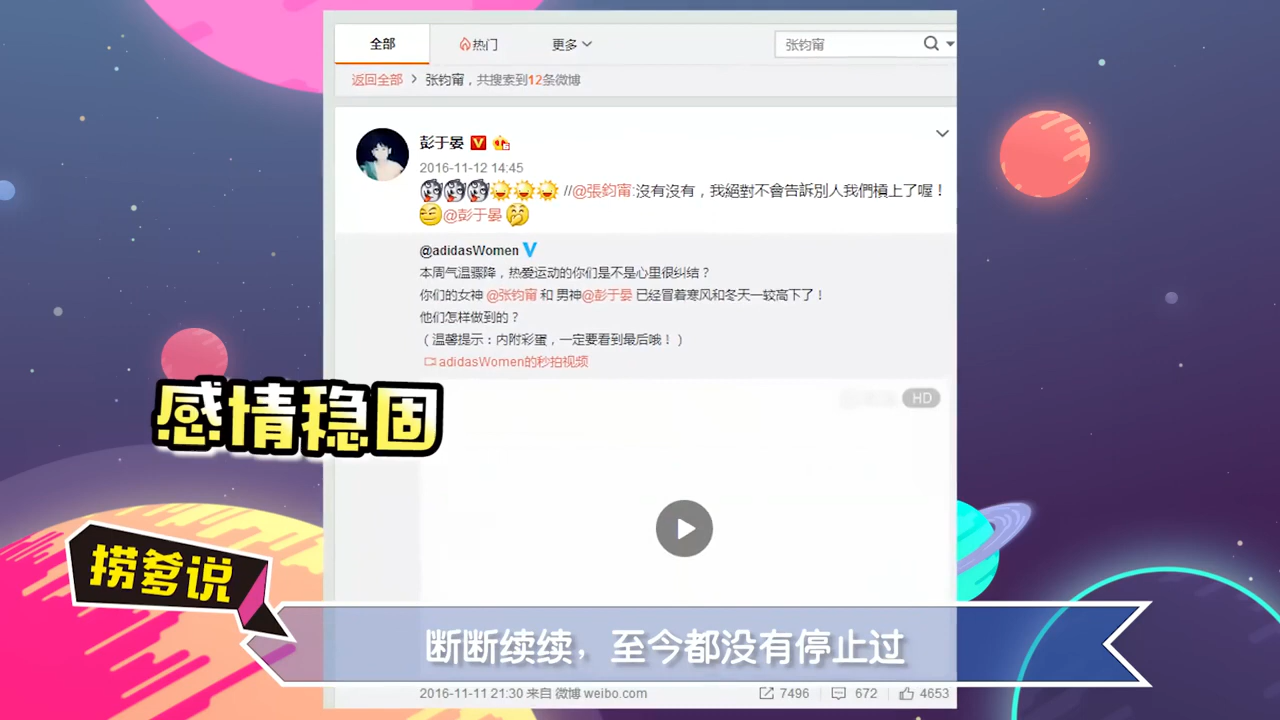 全部 热门 更多 张钧甯
返回全部 > 张钧甯，共搜索到12条微博
彭于晏
2016-11-12 14:45
//@張鈞甯:沒有沒有，我絕對不會告訴別人我們槓上了喔！
@彭于晏
@adidasWomen
本周气温骤降，热爱运动的你们是不是心里很纠结？
你们的女神 @张钧甯 和 男神@彭于晏 已经冒着寒风和冬天一较高下了！
他们怎样做到的？
（温馨提示：内附彩蛋，一定要看到最后哦！）
adidasWomen的秒拍视频
HD
感情稳固
捞爹说
断断续续，至今都没有停止过
2016-11-11 21:30 来自 微博 weibo.com 7496 672 4653